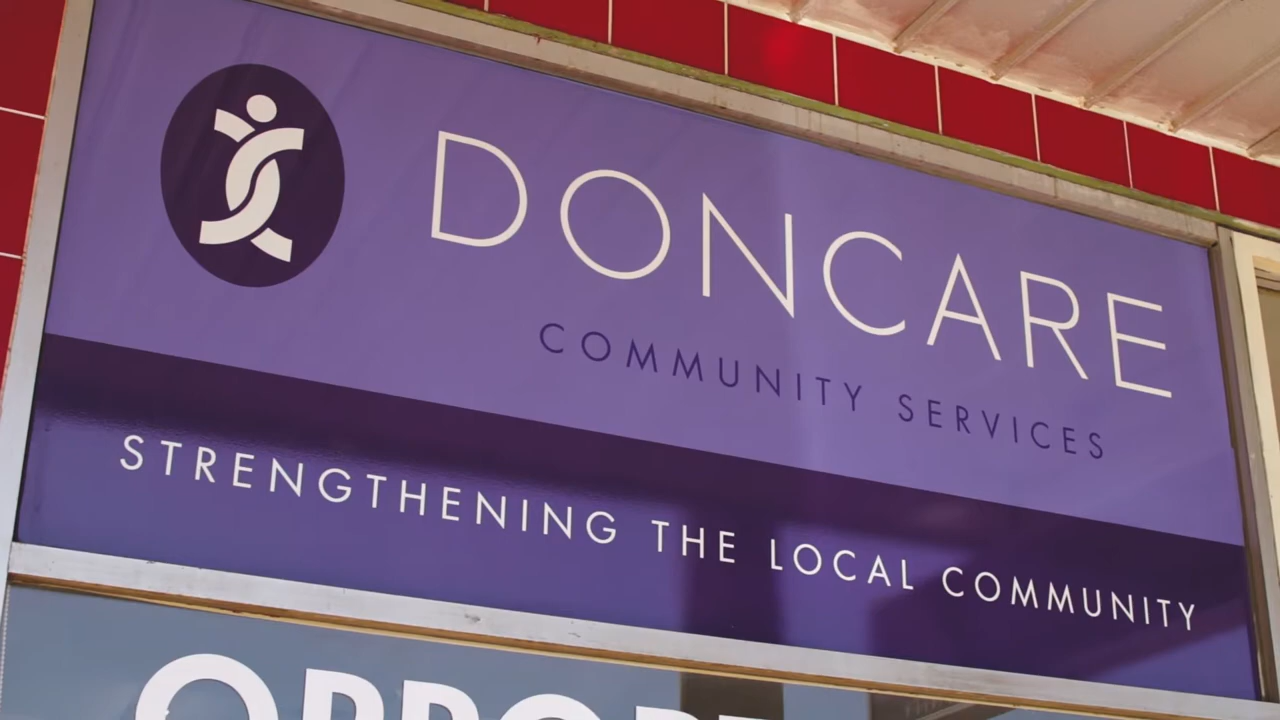 DONCARE
COMMUNITY SERVICES
STRENGTHENING THE LOCAL COMMUNITY